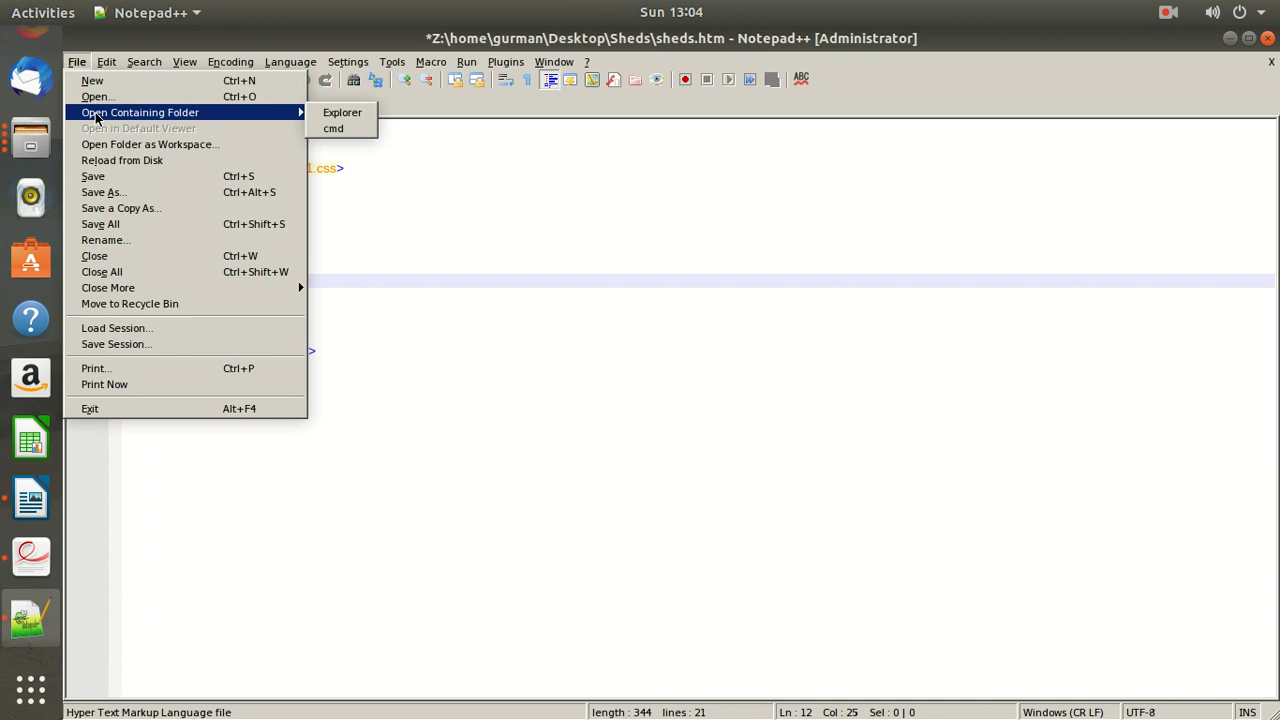 Activities Notepad++ Sun 13:04
*Z:\home\gurman\Desktop\Sheds\sheds.htm - Notepad++ [Administrator]
File Edit Search View Encoding Language Settings Tools Macro Run Plugins Window ? X
ABC
New Ctrl+N
Open... Ctrl+O
Open Containing Folder Explorer
Open in Default Viewer cmd
Open Folder as Workspace...
Reload from Disk
1.css>
Save Ctrl+S
Save As... Ctrl+Alt+S
Save a Copy As...
Save All Ctrl+Shift+S
Rename...
Close Ctrl+W
Close All Ctrl+Shift+W
Close More
Move to Recycle Bin
Load Session...
Save Session...
>
Print... Ctrl+P
Print Now
Exit Alt+F4
Hyper Text Markup Language file length : 344 lines : 21 Ln : 12 Col : 25 Sel : 0 | 0 Windows (CR LF) UTF-8 INS